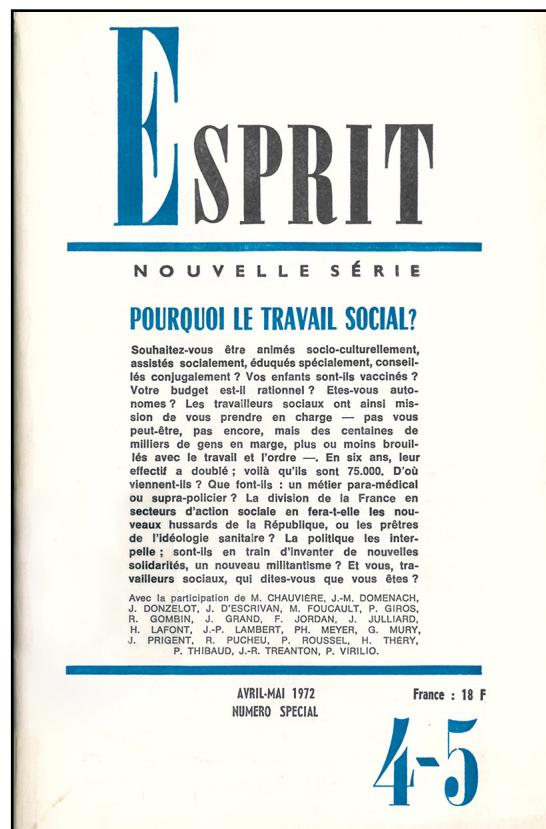 ESPRIT
NOUVELLE SÉRIE
POURQUOI LE TRAVAIL SOCIAL?
Souhaitez-vous être animés socio-culturellement,
assistés socialement, éduqués spécialement, conseil-
lés conjugalement ? Vos enfants sont-ils vaccinés ?
Votre budget est-il rationnel ? Etes-vous auto-
nomes ? Les travailleurs sociaux ont ainsi mis-
sion de vous prendre en charge — pas vous
peut-être, pas encore, mais des centaines de
milliers de gens en marge, plus ou moins brouil-
lés avec le travail et l'ordre —. En six ans, leur
effectif a doublé ; voilà qu'ils sont 75.000. D'où
viennent-ils ? Que font-ils : un métier para-médical
ou supra-policier ? La division de la France en
secteurs d'action sociale en fera-t-elle les nou-
veaux hussards de la République, ou les prêtres
de l'idéologie sanitaire ? La politique les inter-
pelle ; sont-ils en train d'inventer de nouvelles
solidarités, un nouveau militantisme ? Et vous, tra-
vailleurs sociaux, qui dites-vous que vous êtes ?
Avec la participation de M. CHAUVIÈRE, J.-M. DOMENACH,
J. DONZELOT, J. D'ESCRIVAN, M. FOUCAULT, P. GIROS,
R. GOMBIN, J. GRAND, F. JORDAN, J. JULLIARD,
H. LAFONT, J.-P. LAMBERT, PH. MEYER, G. MURY,
J. PRIGENT, R. PUCHEU, P. ROUSSEL, H. THÉRY,
P. THIBAUD, J.-R. TREANTON, P. VIRILIO.
AVRIL-MAI 1972 France : 18 F
NUMERO SPECIAL
4-5